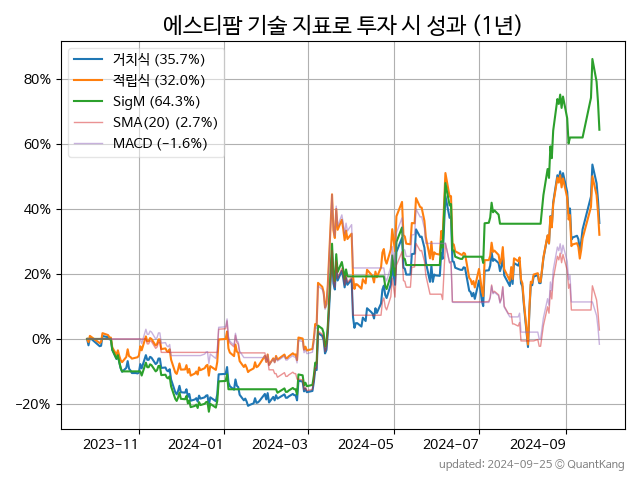 에스티팜 기술 지표로 투자 시 성과 (1년)
거치식 (35.7%)
적립식 (32.0%)
SigM (64.3%)
SMA(20) (2.7%)
MACD (−1.6%)
80%
60%
40%
20%
0%
−20%
2023−11
2024−01
2024−03
2024−05
2024−07
2024−09
updated: 2024−09−25 © QuantKang